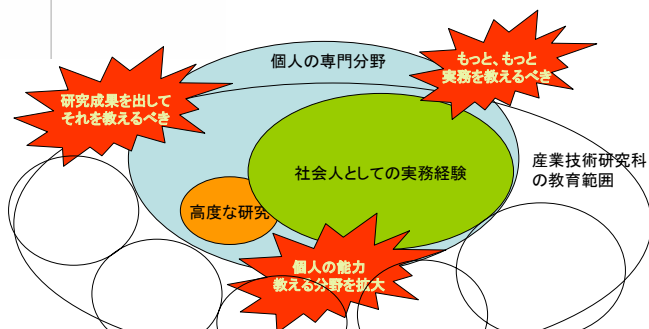 個人の専門分野
もっと、もっと
実務を教えるべき
研究成果を出して
それを教えるべき
社会人としての実務経験
産業技術研究科
の教育範囲
高度な研究
個人の能力
教える分野を拡大